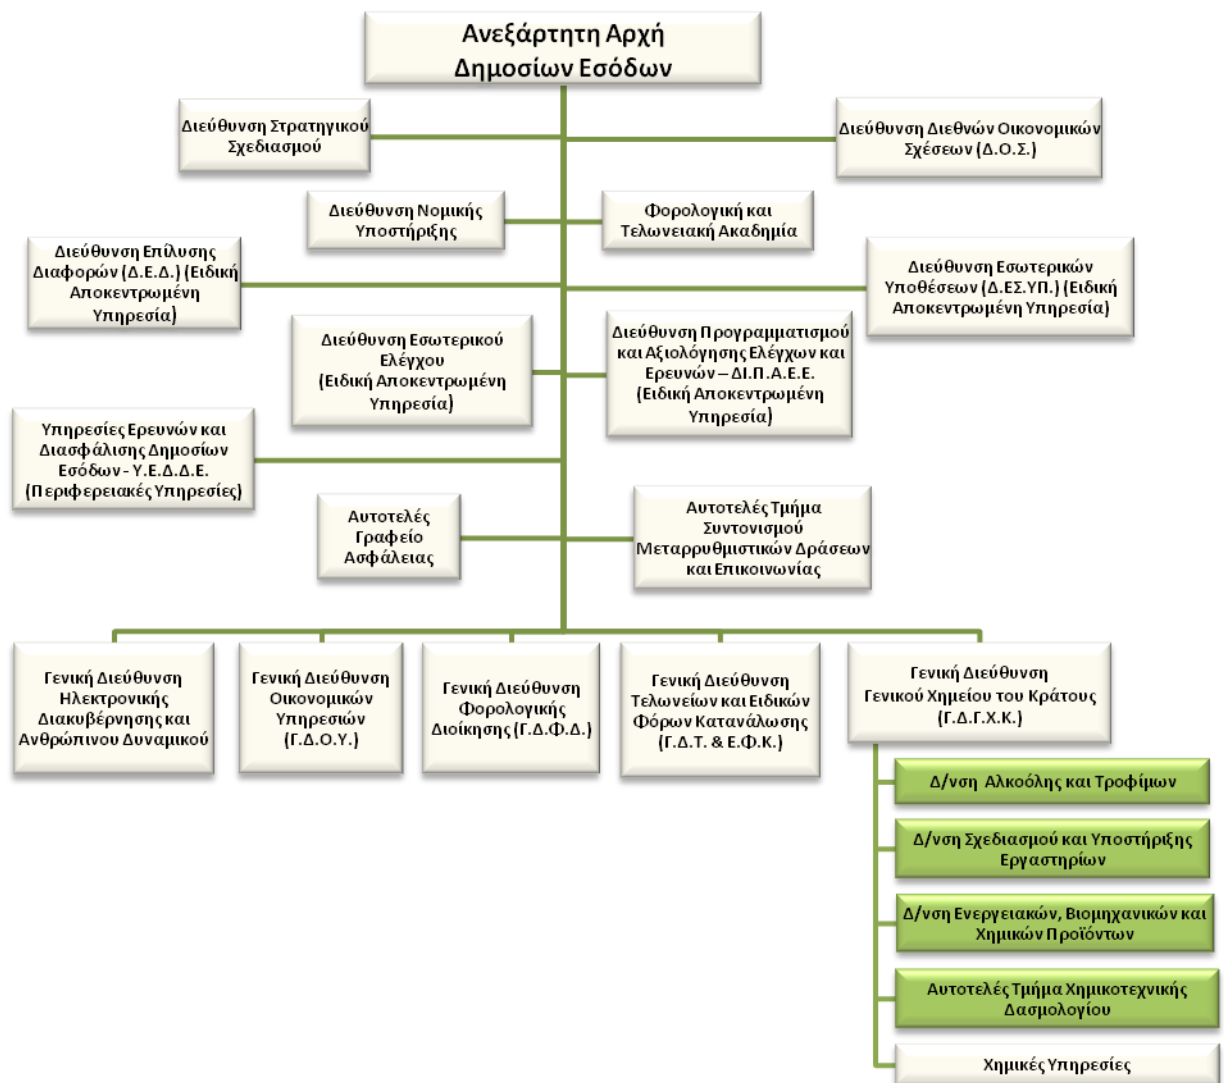 Ανεξάρτητη Αρχή
Δημοσίων Εσόδων
Διεύθυνση Στρατηγικού
Σχεδιασμού
Διεύθυνση Διεθνών Οικονομικών
Σχέσεων (Δ.Ο.Σ.)
Διεύθυνση Νομικής
Υποστήριξης
Φορολογική και
Τελωνειακή Ακαδημία
Διεύθυνση Επίλυσης
Διαφορών (Δ.Ε.Δ.) (Ειδική
Αποκεντρωμένη
Υπηρεσία)
Διεύθυνση Εσωτερικών
Υποθέσεων (Δ.ΕΣ.ΥΠ.) (Ειδική
Αποκεντρωμένη Υπηρεσία)
Διεύθυνση Εσωτερικού
Ελέγχου
(Ειδική Αποκεντρωμένη
Υπηρεσία)
Διεύθυνση Προγραμματισμού
και Αξιολόγησης Ελέγχων και
Ερευνών – ΔΙ.Π.Α.Ε.Ε.
(Ειδική Αποκεντρωμένη
Υπηρεσία)
Υπηρεσίες Ερευνών και
Διασφάλισης Δημοσίων
Εσόδων - Υ.Ε.Δ.Δ.Ε.
(Περιφερειακές Υπηρεσίες)
Αυτοτελές
Γραφείο
Ασφάλειας
Αυτοτελές Τμήμα
Συντονισμού
Μεταρρυθμιστικών Δράσεων
και Επικοινωνίας
Γενική Διεύθυνση
Ηλεκτρονικής
Διακυβέρνησης και
Ανθρώπινου Δυναμικού
Γενική Διεύθυνση
Οικονομικών
Υπηρεσιών
(Γ.Δ.Ο.Υ.)
Γενική Διεύθυνση
Φορολογικής
Διοίκησης (Γ.Δ.Φ.Δ.)
Γενική Διεύθυνση
Τελωνείων και Ειδικών
Φόρων Κατανάλωσης
(Γ.Δ.Τ. & Ε.Φ.Κ.)
Γενική Διεύθυνση
Γενικού Χημείου του Κράτους
(Γ.Δ.Γ.Χ.Κ.)
Δ/νση Αλκοόλης και Τροφίμων
Δ/νση Σχεδιασμού και Υποστήριξης
Εργαστηρίων
Δ/νση Ενεργειακών, Βιομηχανικών και
Χημικών Προϊόντων
Αυτοτελές Τμήμα Χημικοτεχνικής
Δασμολογίου
Χημικές Υπηρεσίες